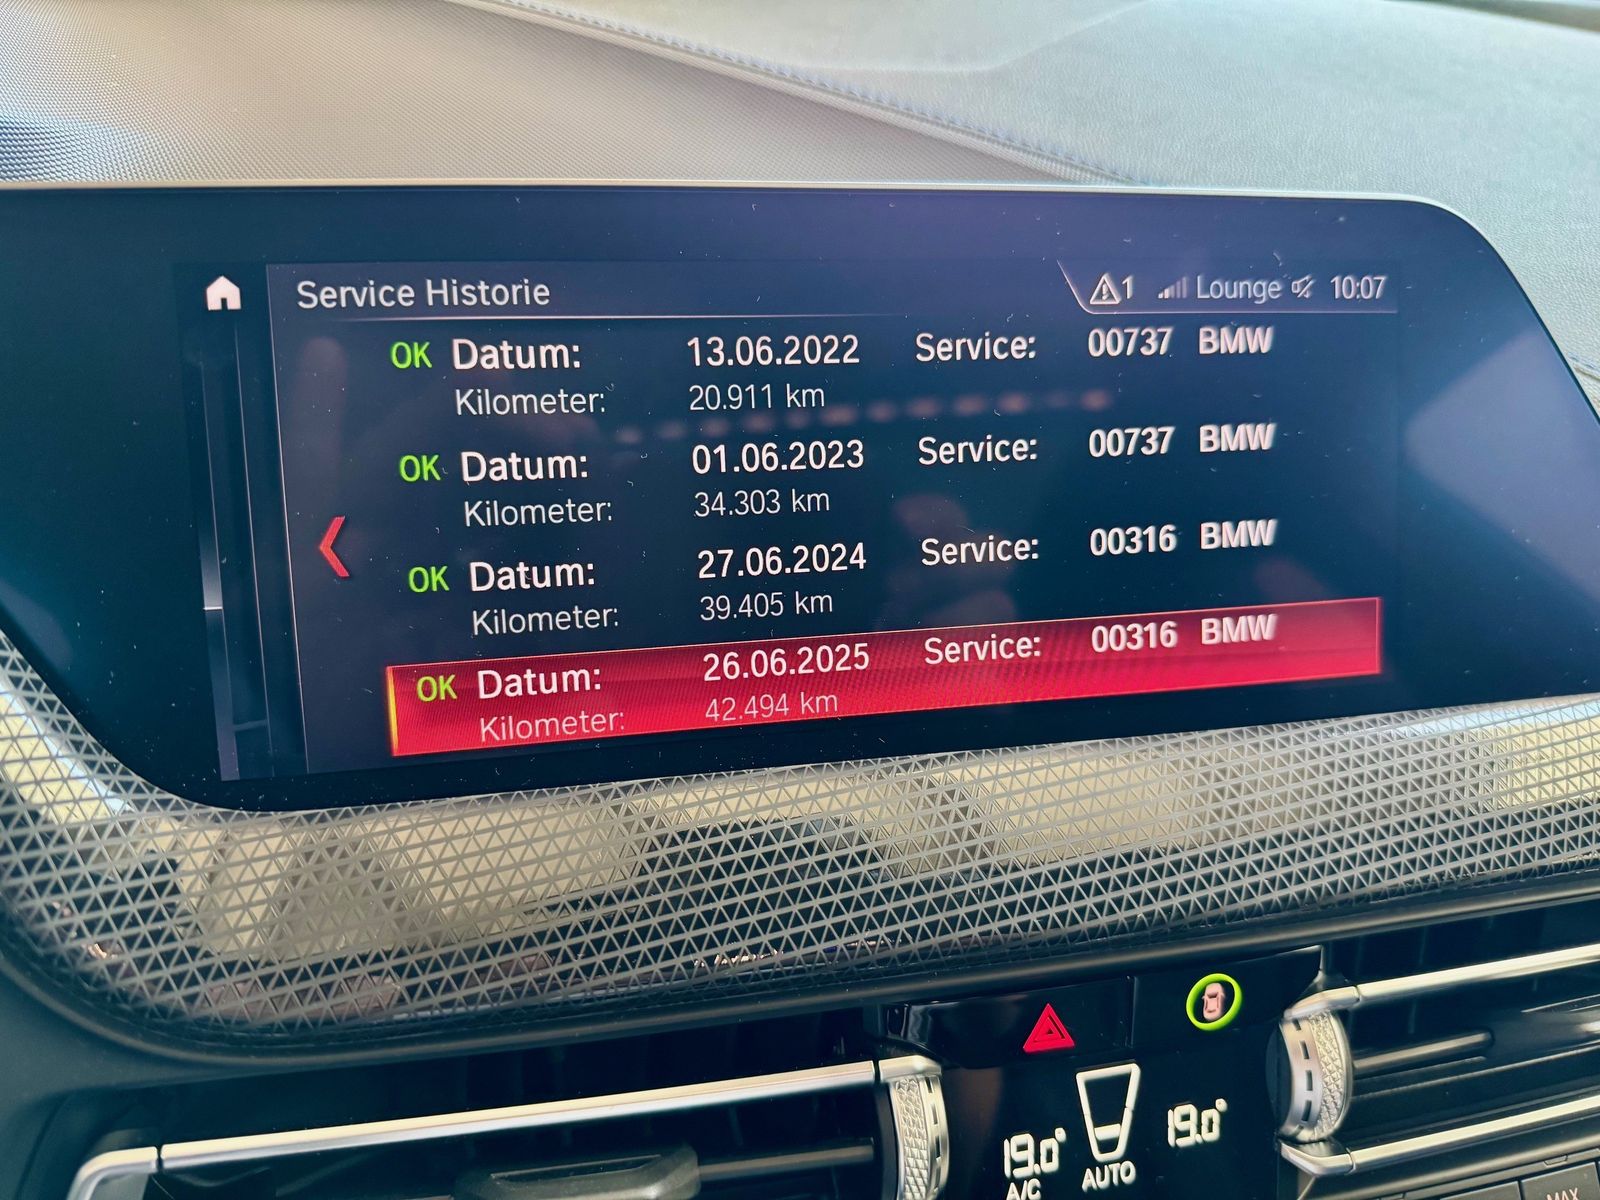 Service Historie
1 Lounge 10:07
OK Datum: 13.06.2022 Service: 00737 BMW
Kilometer: 20.911 km
OK Datum: 01.06.2023 Service: 00737 BMW
Kilometer: 34.303 km
OK Datum: 27.06.2024 Service: 00316 BMW
Kilometer: 39.405 km
OK Datum: 26.06.2025 Service: 00316 BMW
Kilometer: 42.494 km
19.0° 19.0°
A/C AUTO
MAX